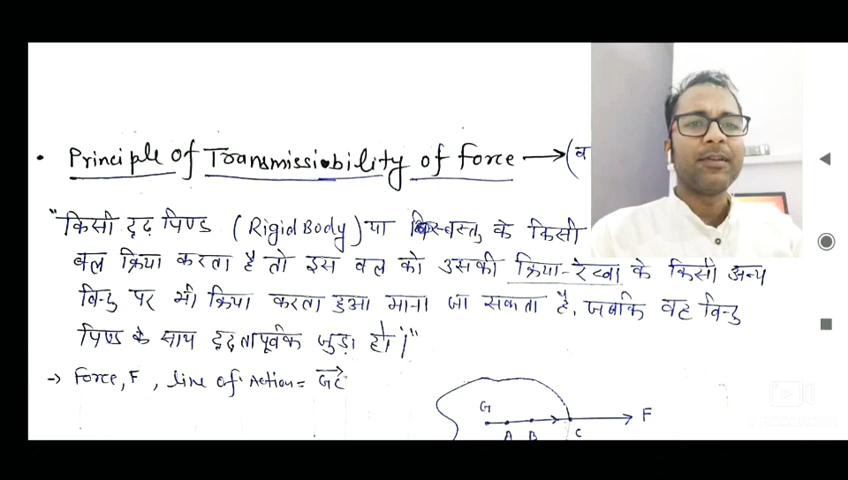 • Principle of Transmissibility of force → (ब
"किसी दृढ़ पिण्ड (Rigid Body) या वस्तु के किसी
बल क्रिया करता है तो इस बल को उसकी क्रिया-रेखा के किसी अन्य
बिन्दु पर भी क्रिया करता हुआ माना जा सकता है, जबकि वह बिन्दु
पिण्ड के साथ दृढ़तापूर्वक जुड़ा हो।"
→ Force, F, line of Action =
G A B C F